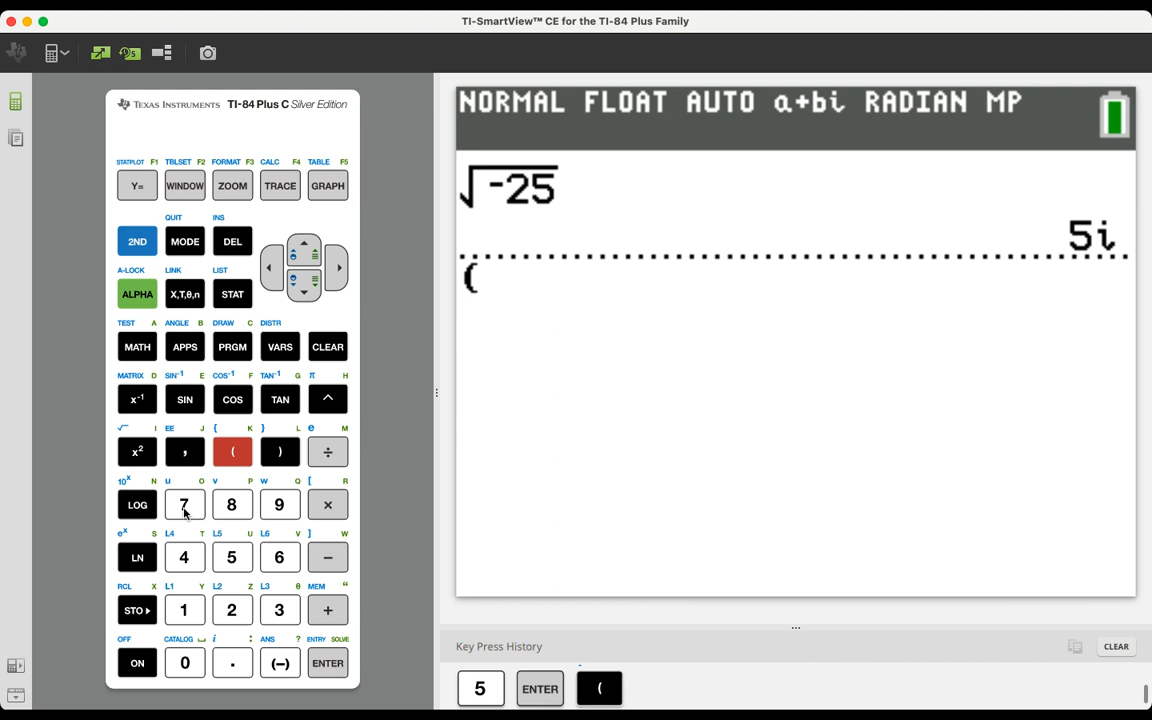 TI-SmartView™ CE for the TI-84 Plus Family
TEXAS INSTRUMENTS TI-84 Plus C Silver Edition
STATPLOT F1 TBLSET F2 FORMAT F3 CALC F4 TABLE F5
Y= WINDOW ZOOM TRACE GRAPH
QUIT INS
2ND MODE DEL
A-LOCK LINK LIST
ALPHA X,T,θ,n STAT
TEST A ANGLE B DRAW C DISTR
MATH APPS PRGM VARS CLEAR
MATRIX D SIN⁻¹ E COS⁻¹ F TAN⁻¹ G π H
x⁻¹ SIN COS TAN ^
√‾ I EE J { K } L e M
x² , ( ) ÷
10ˣ N u O v P w Q [ R
LOG 7 8 9 ×
eˣ S L4 T L5 U L6 V ] W
LN 4 5 6 −
RCL X L1 Y L2 Z L3 θ MEM “
STO▸ 1 2 3 +
OFF CATALOG ⎵ i : ANS ? ENTRY SOLVE
ON 0 . (−) ENTER
NORMAL FLOAT AUTO a+bi RADIAN MP
√-25
5i
(
Key Press History CLEAR
5 ENTER (